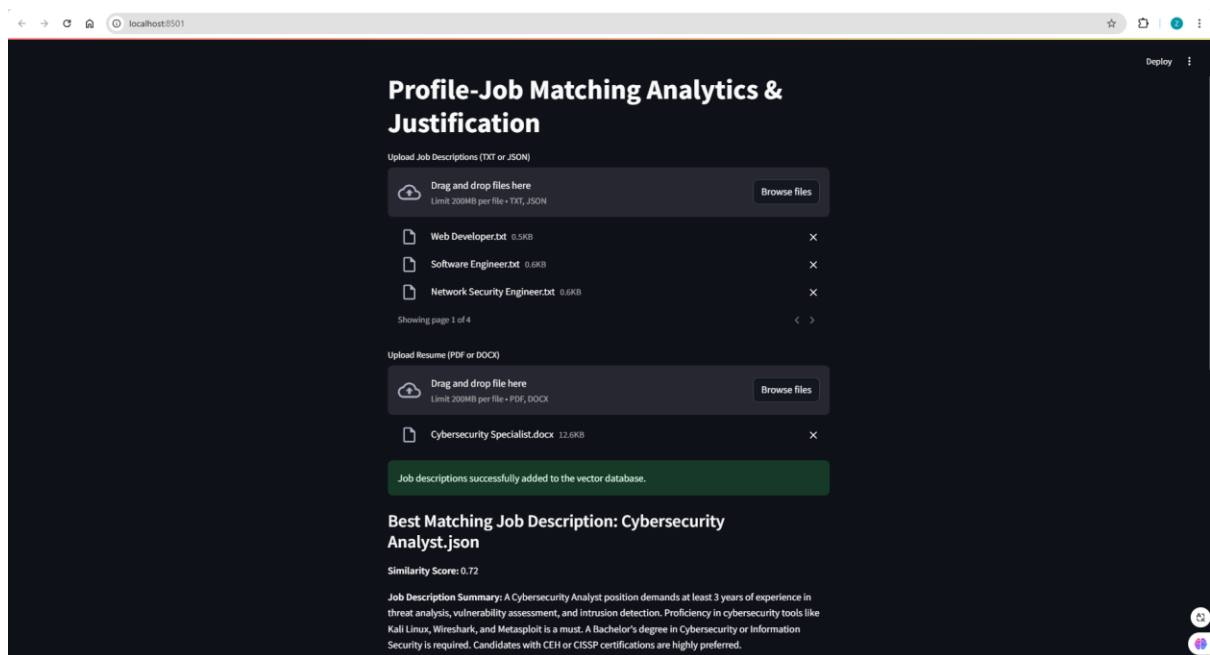 localhost:8501
Z
Deploy
Profile-Job Matching Analytics &
Justification
Upload Job Descriptions (TXT or JSON)
Drag and drop files here
Limit 200MB per file • TXT, JSON
Browse files
Web Developer.txt 0.5KB
Software Engineer.txt 0.6KB
Network Security Engineer.txt 0.6KB
Showing page 1 of 4
Upload Resume (PDF or DOCX)
Drag and drop file here
Limit 200MB per file • PDF, DOCX
Browse files
Cybersecurity Specialist.docx 12.6KB
Job descriptions successfully added to the vector database.
Best Matching Job Description: Cybersecurity
Analyst.json
Similarity Score: 0.72
Job Description Summary: A Cybersecurity Analyst position demands at least 3 years of experience in
threat analysis, vulnerability assessment, and intrusion detection. Proficiency in cybersecurity tools like
Kali Linux, Wireshark, and Metasploit is a must. A Bachelor's degree in Cybersecurity or Information
Security is required. Candidates with CEH or CISSP certifications are highly preferred.